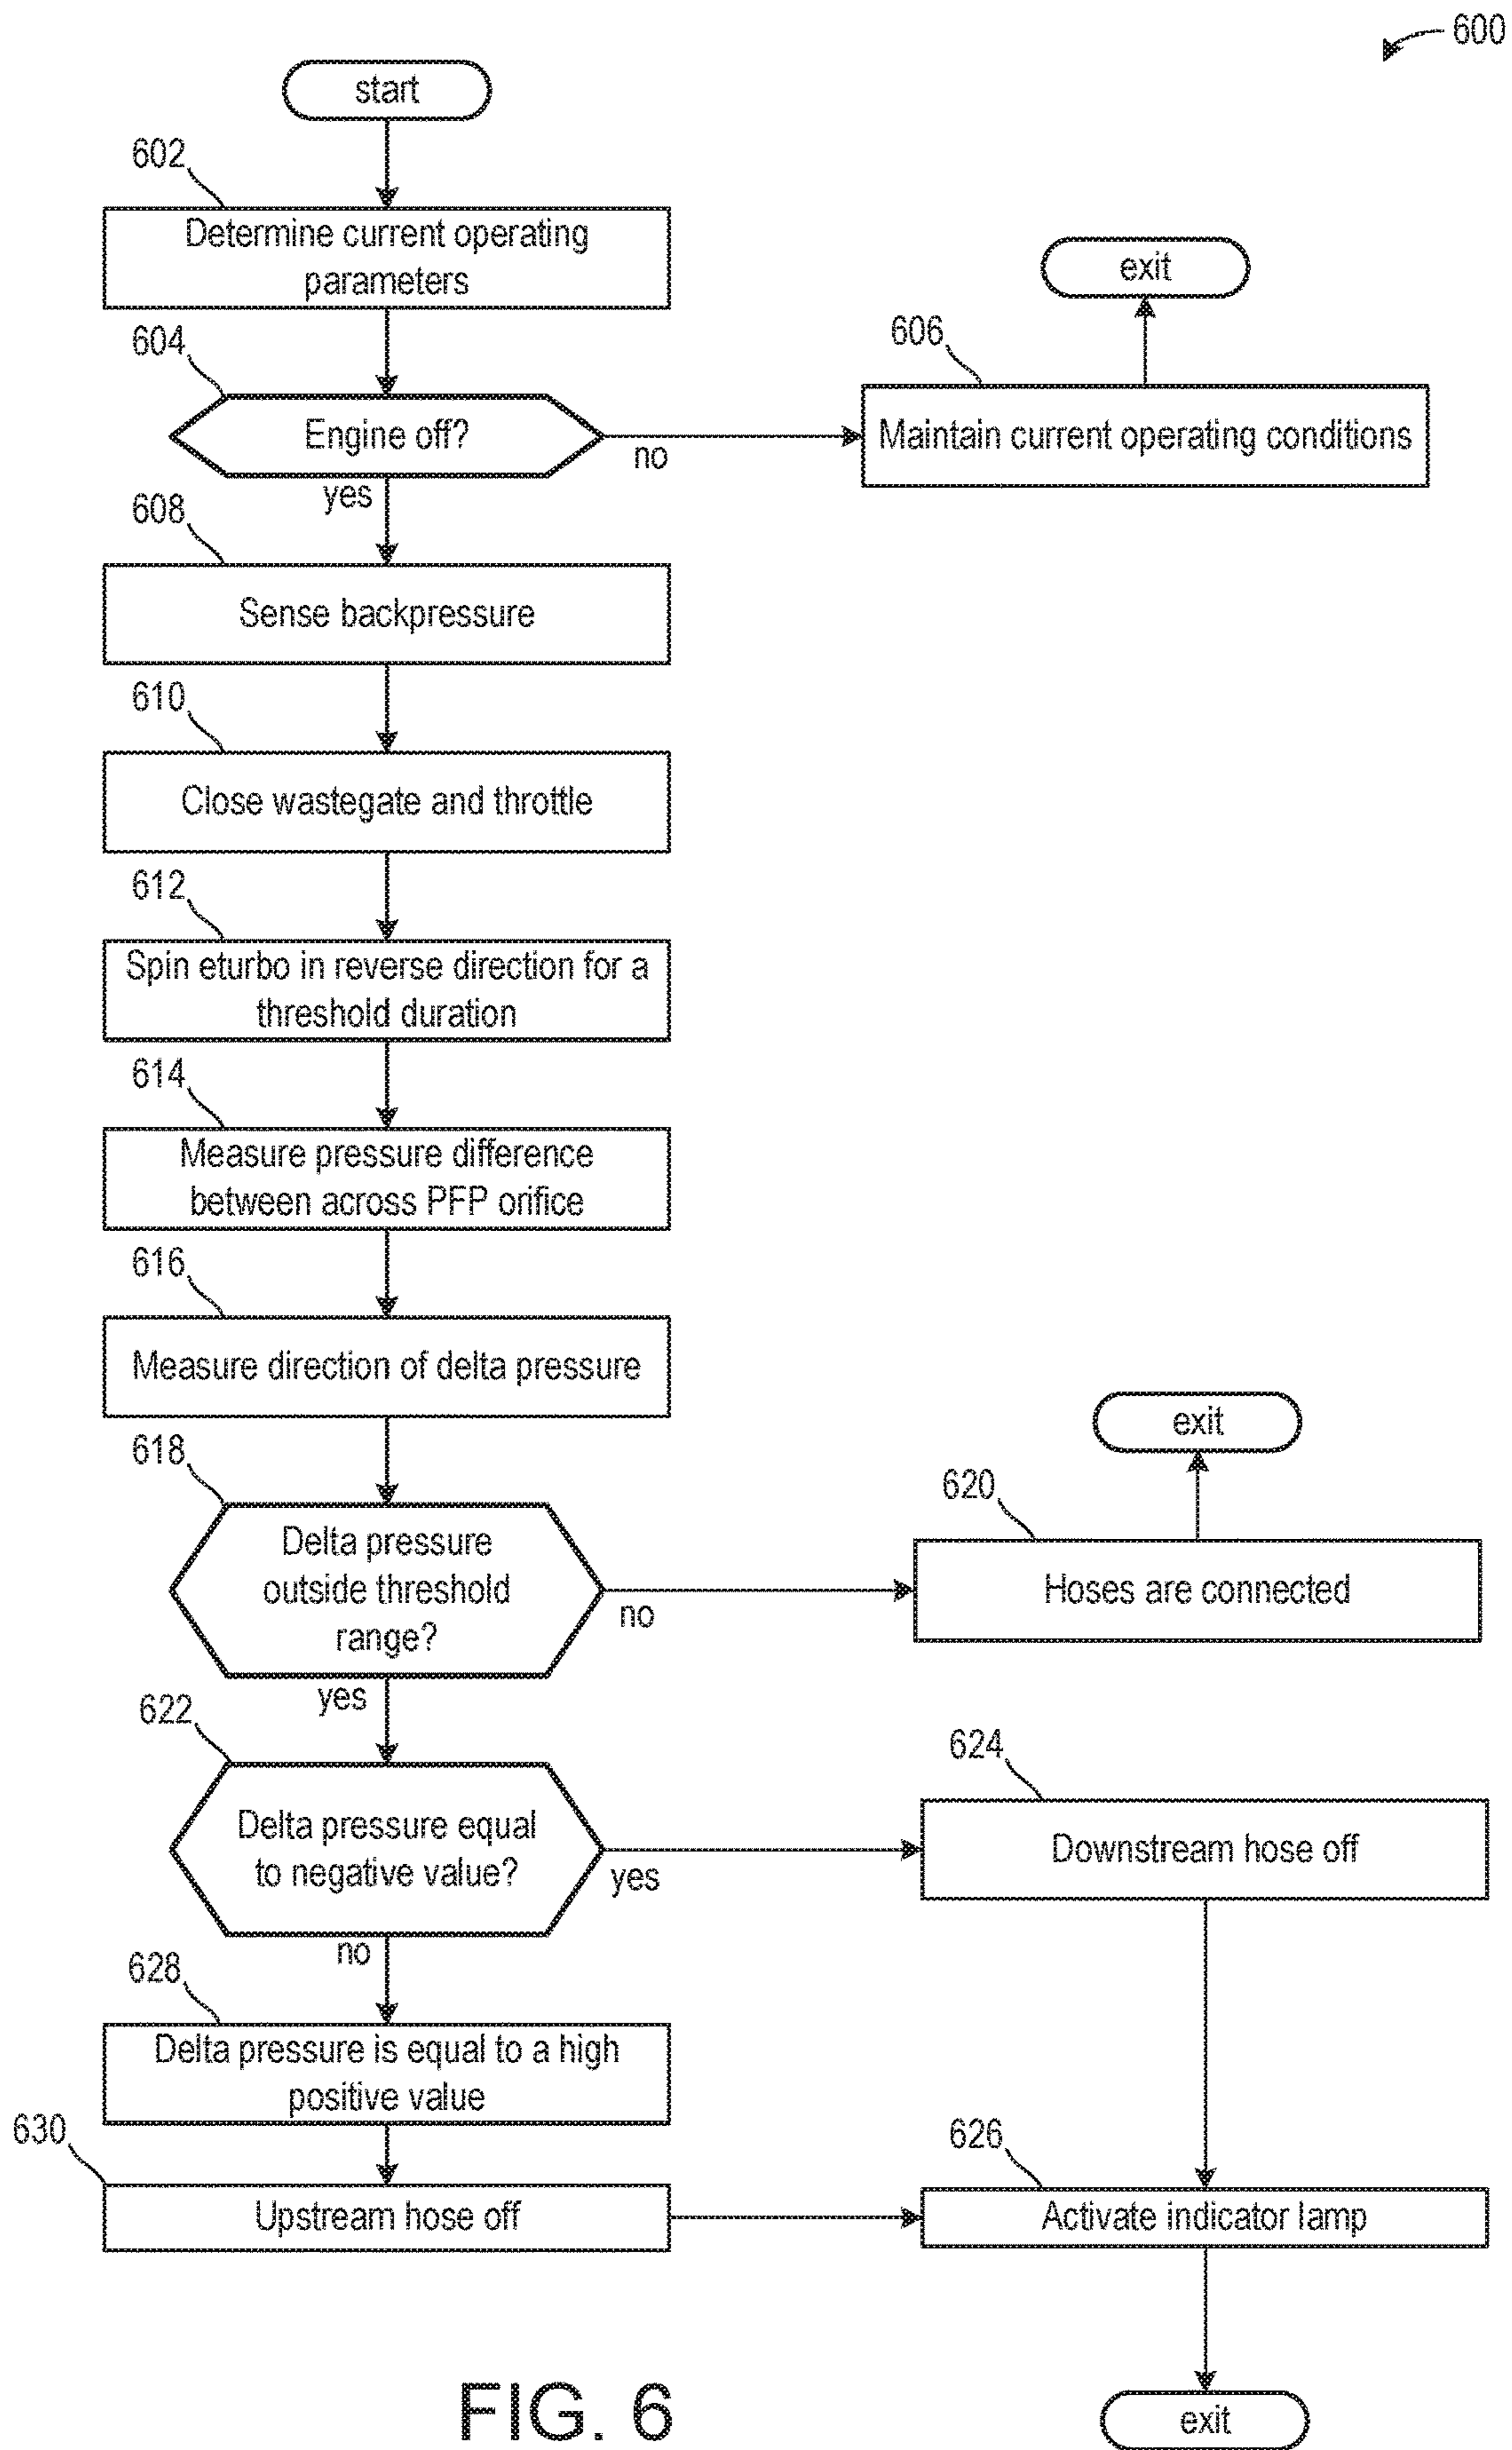 600
start
602
Determine current operating
parameters
exit
604
606
Engine off?
no
Maintain current operating conditions
yes
608
Sense backpressure
610
Close wastegate and throttle
612
Spin eturbo in reverse direction for a
threshold duration
614
Measure pressure difference
between across PFP orifice
616
Measure direction of delta pressure
exit
618
620
Delta pressure
outside threshold
range?
no
Hoses are connected
yes
622
624
Delta pressure equal
to negative value?
yes
Downstream hose off
no
628
Delta pressure is equal to a high
positive value
630
626
Upstream hose off
Activate indicator lamp
FIG. 6
exit